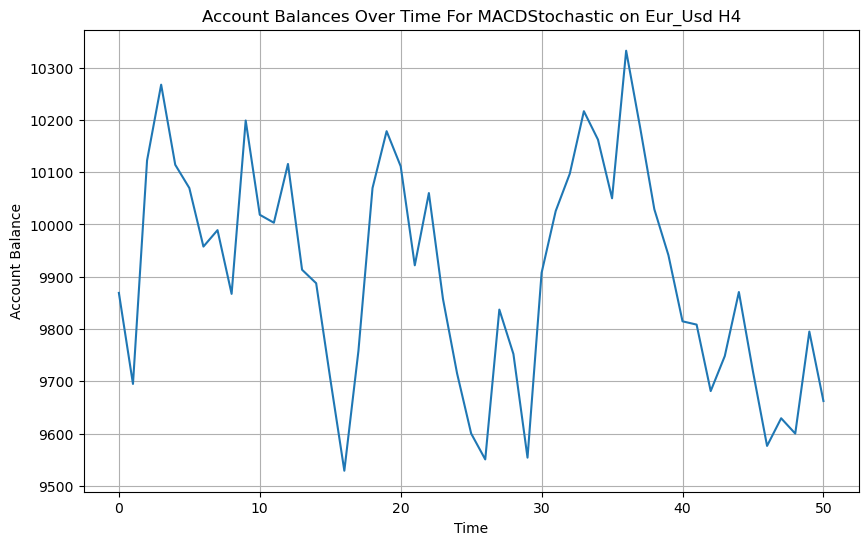 Account Balances Over Time For MACDStochastic on Eur_Usd H4
10300
10200
10100
10000
9900
9800
9700
9600
9500
Account Balance
0 10 20 30 40 50
Time